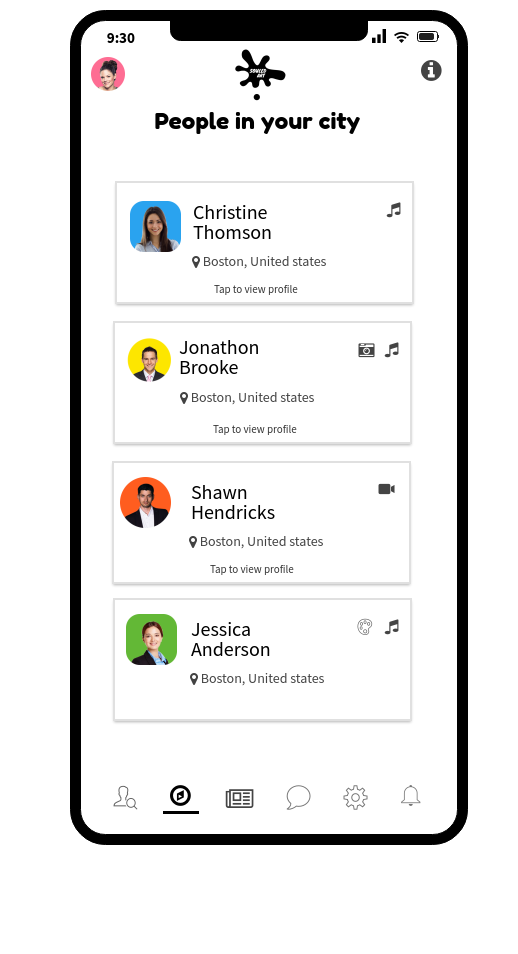 9:30
SOULED
ART
People in your city
Christine
Thomson
Boston, United states
Tap to view profile
Jonathon
Brooke
Boston, United states
Tap to view profile
Shawn
Hendricks
Boston, United states
Tap to view profile
Jessica
Anderson
Boston, United states